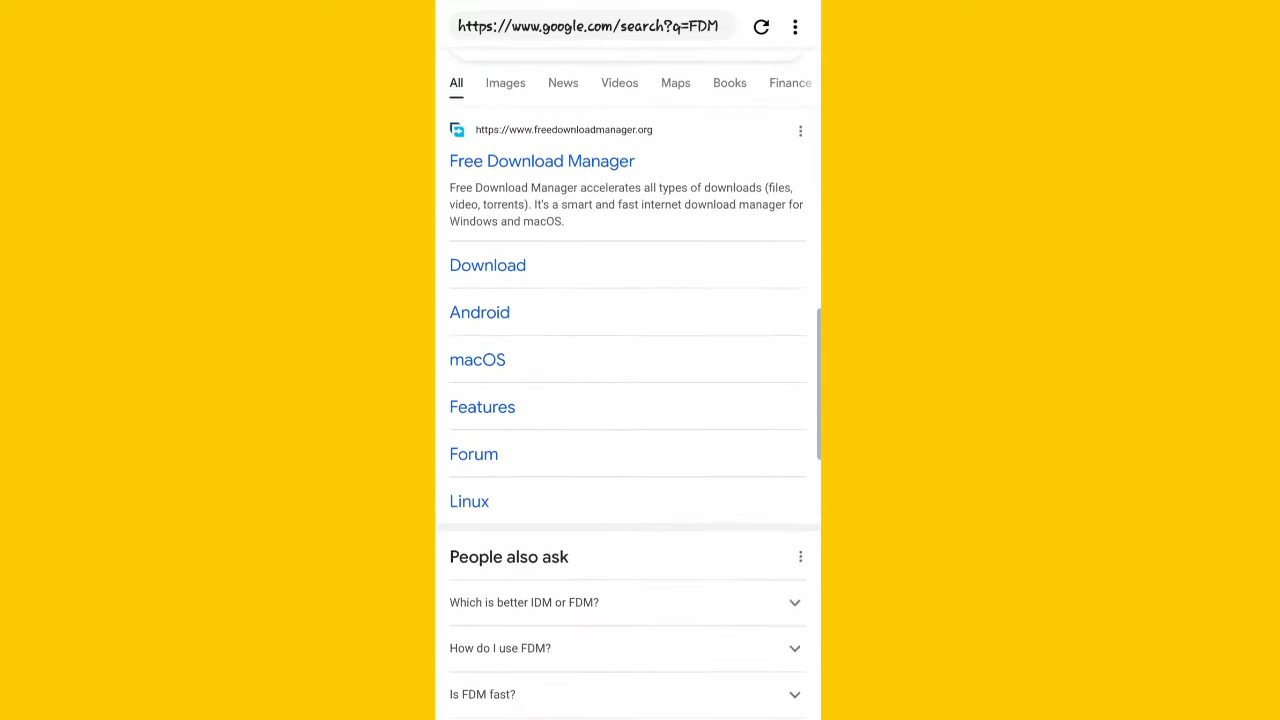 https://www.google.com/search?q=FDM
All Images News Videos Maps Books Finance
https://www.freedownloadmanager.org
Free Download Manager
Free Download Manager accelerates all types of downloads (files,
video, torrents). It's a smart and fast internet download manager for
Windows and macOS.
Download
Android
macOS
Features
Forum
Linux
People also ask
Which is better IDM or FDM?
How do I use FDM?
Is FDM fast?